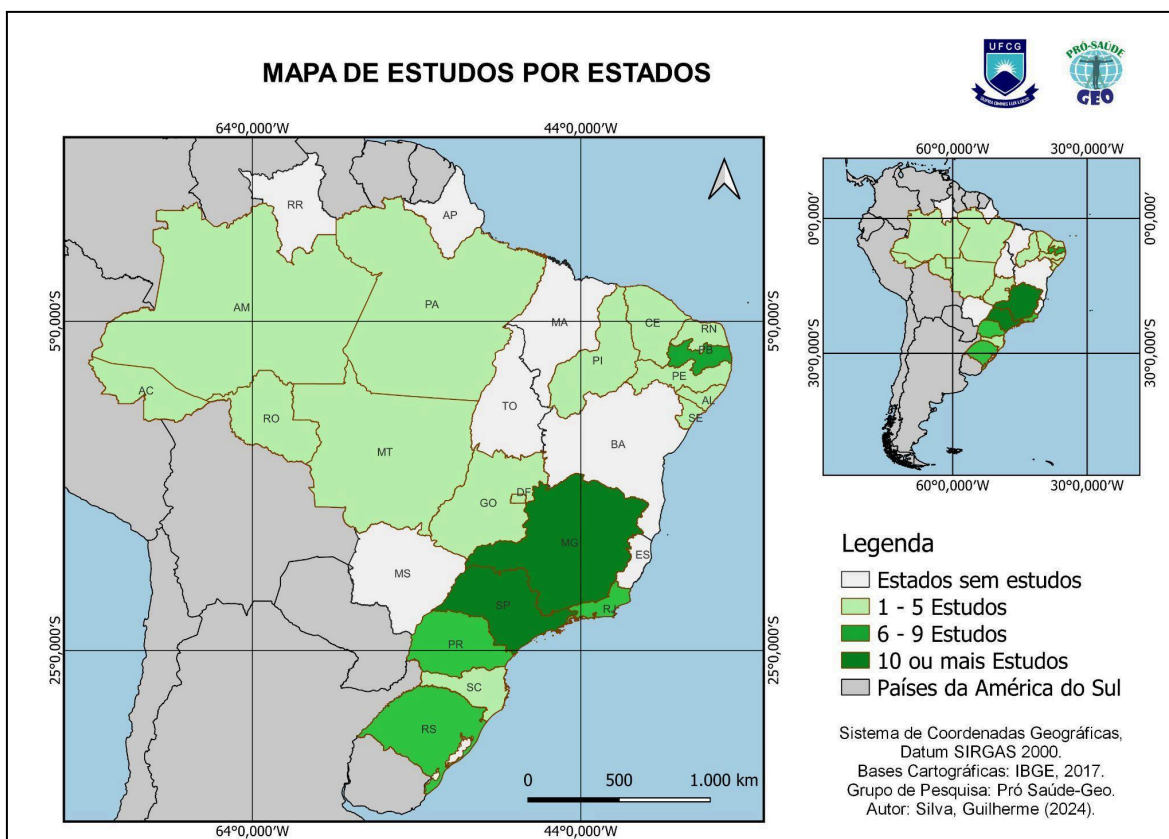 MAPA DE ESTUDOS POR ESTADOS
UFCG
PRÓ-SAÚDE
GEO
64°0,000′W 44°0,000′W
60°0,000′W 30°0,000′W
RR
AP
AM
PA
MA
CE
RN
PB
PI
PE
AC
AL
SE
RO
TO
BA
MT
DF
GO
MG
ES
MS
SP
RJ
PR
SC
RS
5°0,000′S 5°0,000′S
25°0,000′S 25°0,000′S
0 500 1.000 km
64°0,000′W 44°0,000′W
0°0,000′ 0°0,000′
30°0,000′S 30°0,000′S
60°0,000′W 30°0,000′W
Legenda
Estados sem estudos
1 - 5 Estudos
6 - 9 Estudos
10 ou mais Estudos
Países da América do Sul
Sistema de Coordenadas Geográficas,
Datum SIRGAS 2000.
Bases Cartográficas: IBGE, 2017.
Grupo de Pesquisa: Pró Saúde-Geo.
Autor: Silva, Guilherme (2024).